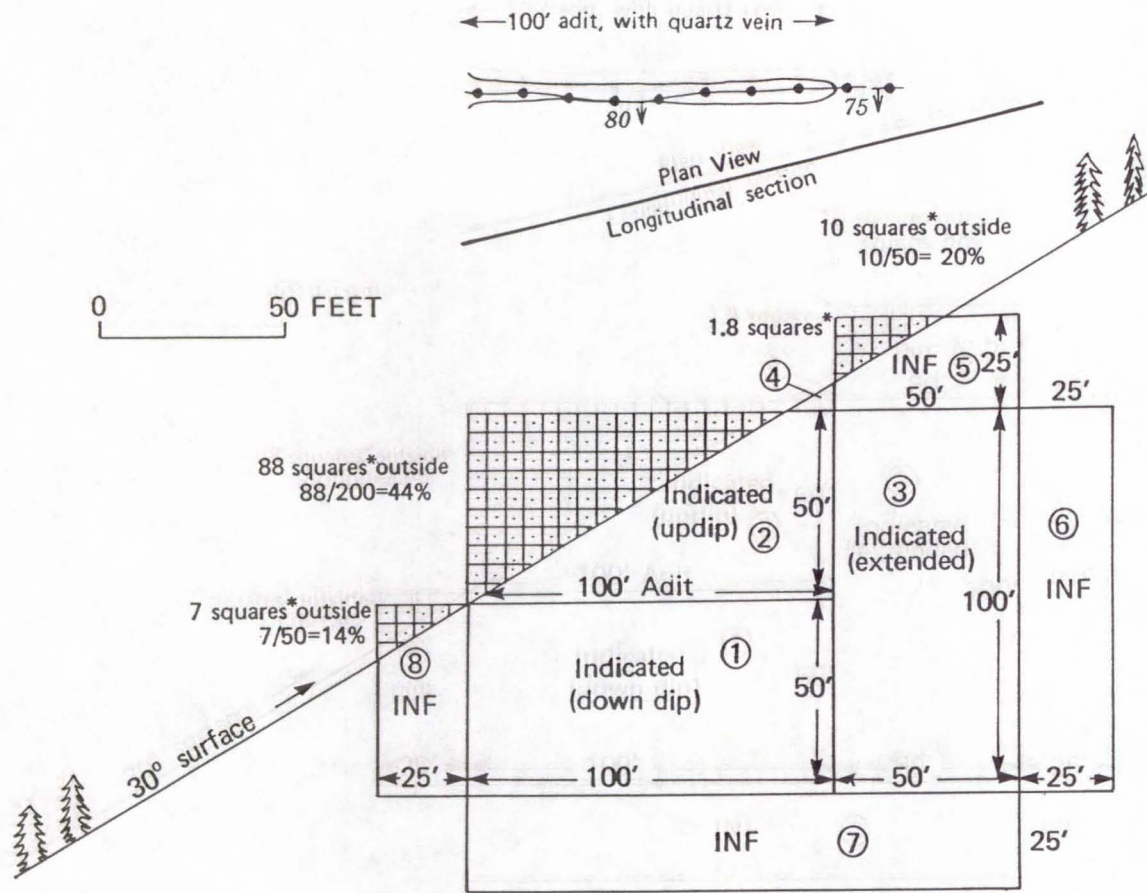 100' adit, with quartz vein
80
75
Plan View
Longitudinal section
10 squares*outside
10/50= 20%
0 50 FEET
1.8 squares*
INF ⑤ 25'
④
50'
25'
88 squares*outside
88/200=44%
Indicated
(updip) ②
50'
③
Indicated
(extended)
⑥
INF
100' Adit
100'
7 squares*outside
7/50=14%
①
Indicated
(down dip)
50'
⑧
INF
30° surface
25'
100'
50'
25'
INF ⑦
25'